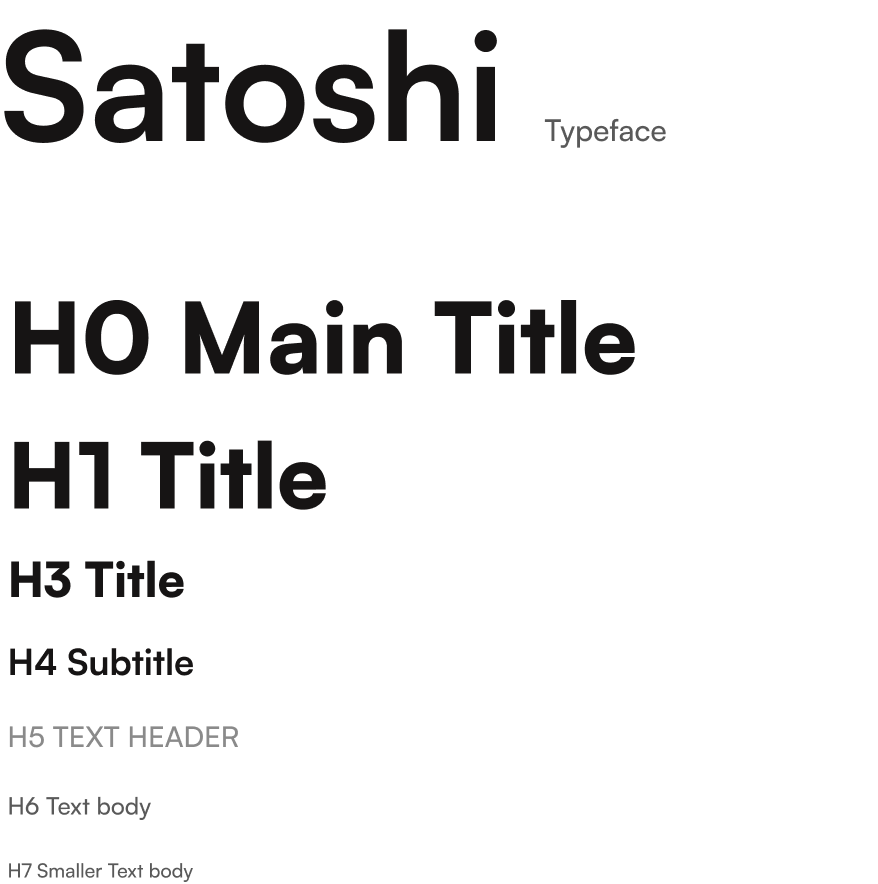 Satoshi Typeface
H0 Main Title
H1 Title
H3 Title
H4 Subtitle
H5 TEXT HEADER
H6 Text body
H7 Smaller Text body